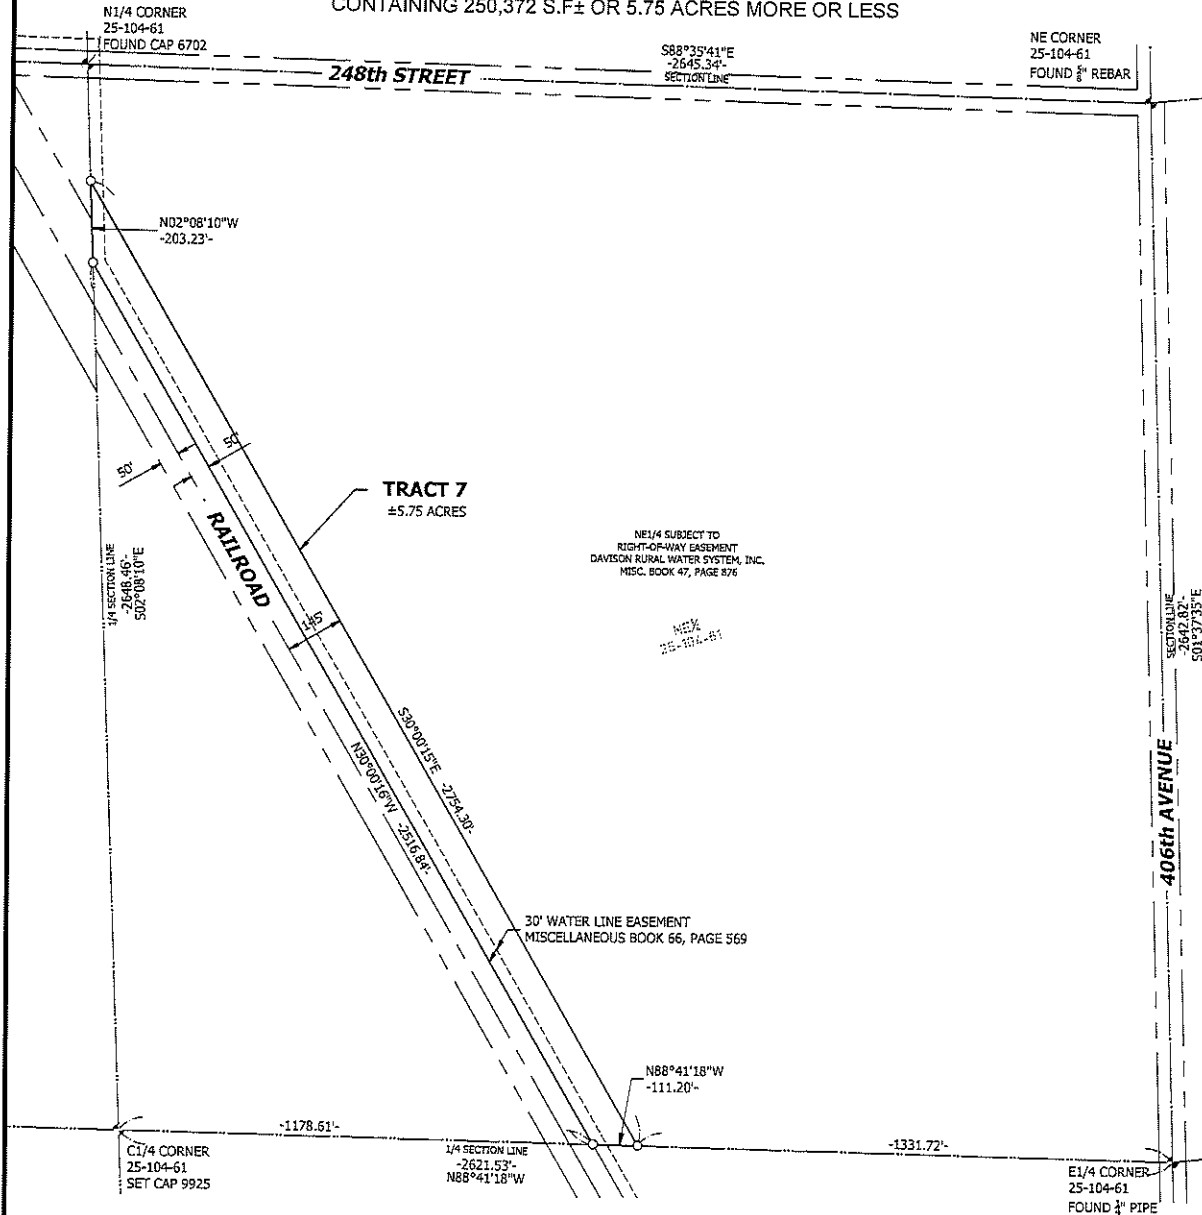 CONTAINING 250,372 S.F± OR 5.75 ACRES MORE OR LESS
N1/4 CORNER
25-104-61
FOUND CAP 6702
248th STREET
S88°35'41"E
-2645.34'-
SECTION LINE
NE CORNER
25-104-61
FOUND 5/8" REBAR
N02°08'10"W
-203.23'-
50'
50'
TRACT 7
±5.75 ACRES
RAILROAD
1/4 SECTION LINE
-2648.46'-
S02°08'10"E
145'
NE1/4 SUBJECT TO
RIGHT-OF-WAY EASEMENT
DAVISON RURAL WATER SYSTEM, INC.
MISC. BOOK 47, PAGE 876
NE¼
25-104-61
SECTION LINE
-2642.82'-
S01°37'35"E
406th AVENUE
S30°00'15"E -2754.30'-
N30°00'16"W -2516.84'-
30' WATER LINE EASEMENT
MISCELLANEOUS BOOK 66, PAGE 569
N88°41'18"W
-111.20'-
-1178.61'-
C1/4 CORNER
25-104-61
SET CAP 9925
1/4 SECTION LINE
-2621.53'-
N88°41'18"W
-1331.72'-
E1/4 CORNER
25-104-61
FOUND ¾" PIPE